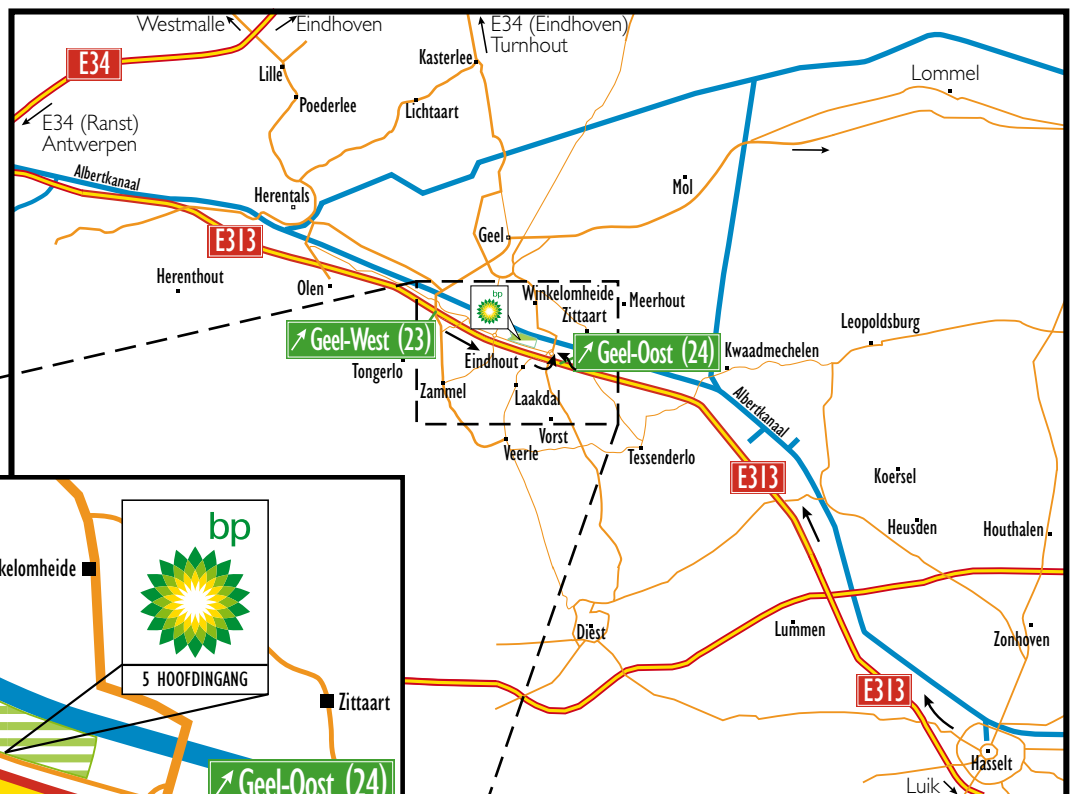 Westmalle
Eindhoven
E34 (Eindhoven)
Turnhout
E34
Lille
Kasterlee
Lommel
Poederlee
Lichtaart
E34 (Ranst)
Antwerpen
Albertkanaal
Herentals
Mol
E313
Geel
Herenthout
Olen
bp
Winkelomheide
Meerhout
Zittaart
Leopoldsburg
Geel-West (23)
Geel-Oost (24)
Kwaadmechelen
Tongerlo
Eindhout
Zammel
Laakdal
Albertkanaal
Vorst
Veerle
Tessenderlo
E313
Koersel
Heusden
Houthalen
bp
kelomheide
Diest
Lummen
Zonhoven
5 HOOFDINGANG
Zittaart
E313
Hasselt
Geel-Oost (24)
Luik